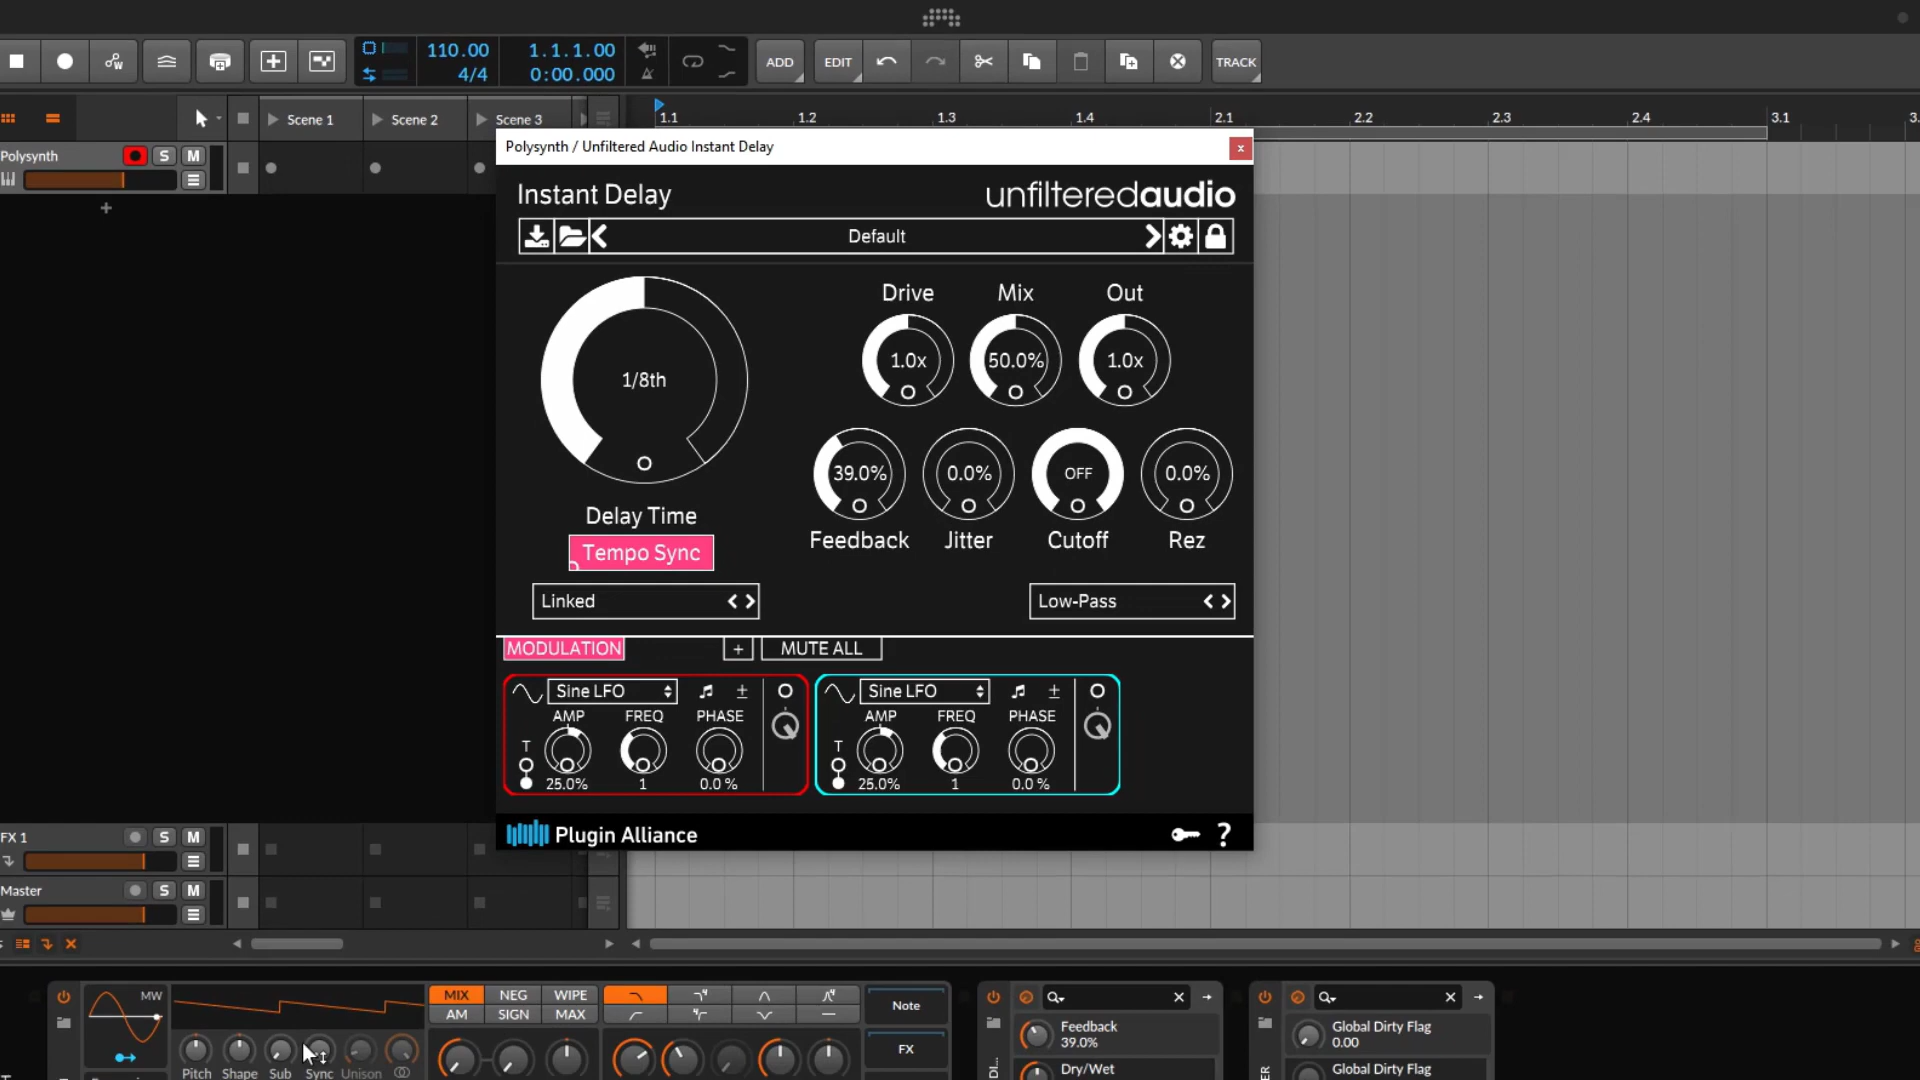 110.00
4/4
1.1.1.00
0:00.000
ADD
EDIT
TRACK
Scene 1
Scene 2
Scene 3
1.1
1.2
1.3
1.4
2.1
2.2
2.3
2.4
3.1
3.
Polysynth
S
M
Polysynth / Unfiltered Audio Instant Delay
x
Instant Delay
unfilteredaudio
Default
1/8th
Drive
Mix
Out
1.0x
50.0%
1.0x
39.0%
0.0%
OFF
0.0%
Feedback
Jitter
Cutoff
Rez
Delay Time
Tempo Sync
Linked
Low-Pass
MODULATION
+
MUTE ALL
Sine LFO
±
AMP
FREQ
PHASE
T
25.0%
1
0.0 %
Sine LFO
±
AMP
FREQ
PHASE
T
25.0%
1
0.0 %
Plugin Alliance
?
FX 1
S
M
Master
S
M
MW
MIX
NEG
WIPE
AM
SIGN
MAX
Note
FX
Pitch
Shape
Sub
Sync
Unison
Feedback
39.0%
Dry/Wet
DI...
Global Dirty Flag
0.00
Global Dirty Flag
ER